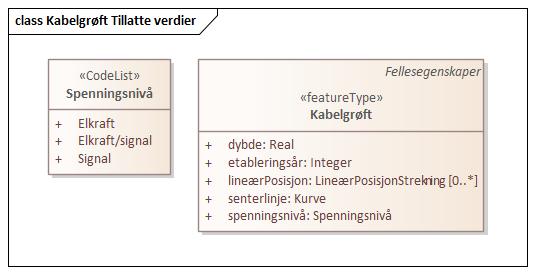 class Kabelgrøft Tillatte verdier
«CodeList»
Spenningsnivå
+ Elkraft
+ Elkraft/signal
+ Signal
Fellesegenskaper
«featureType»
Kabelgrøft
+ dybde: Real
+ etableringsår: Integer
+ lineærPosisjon: LineærPosisjonStrekning [0..*]
+ senterlinje: Kurve
+ spenningsnivå: Spenningsnivå